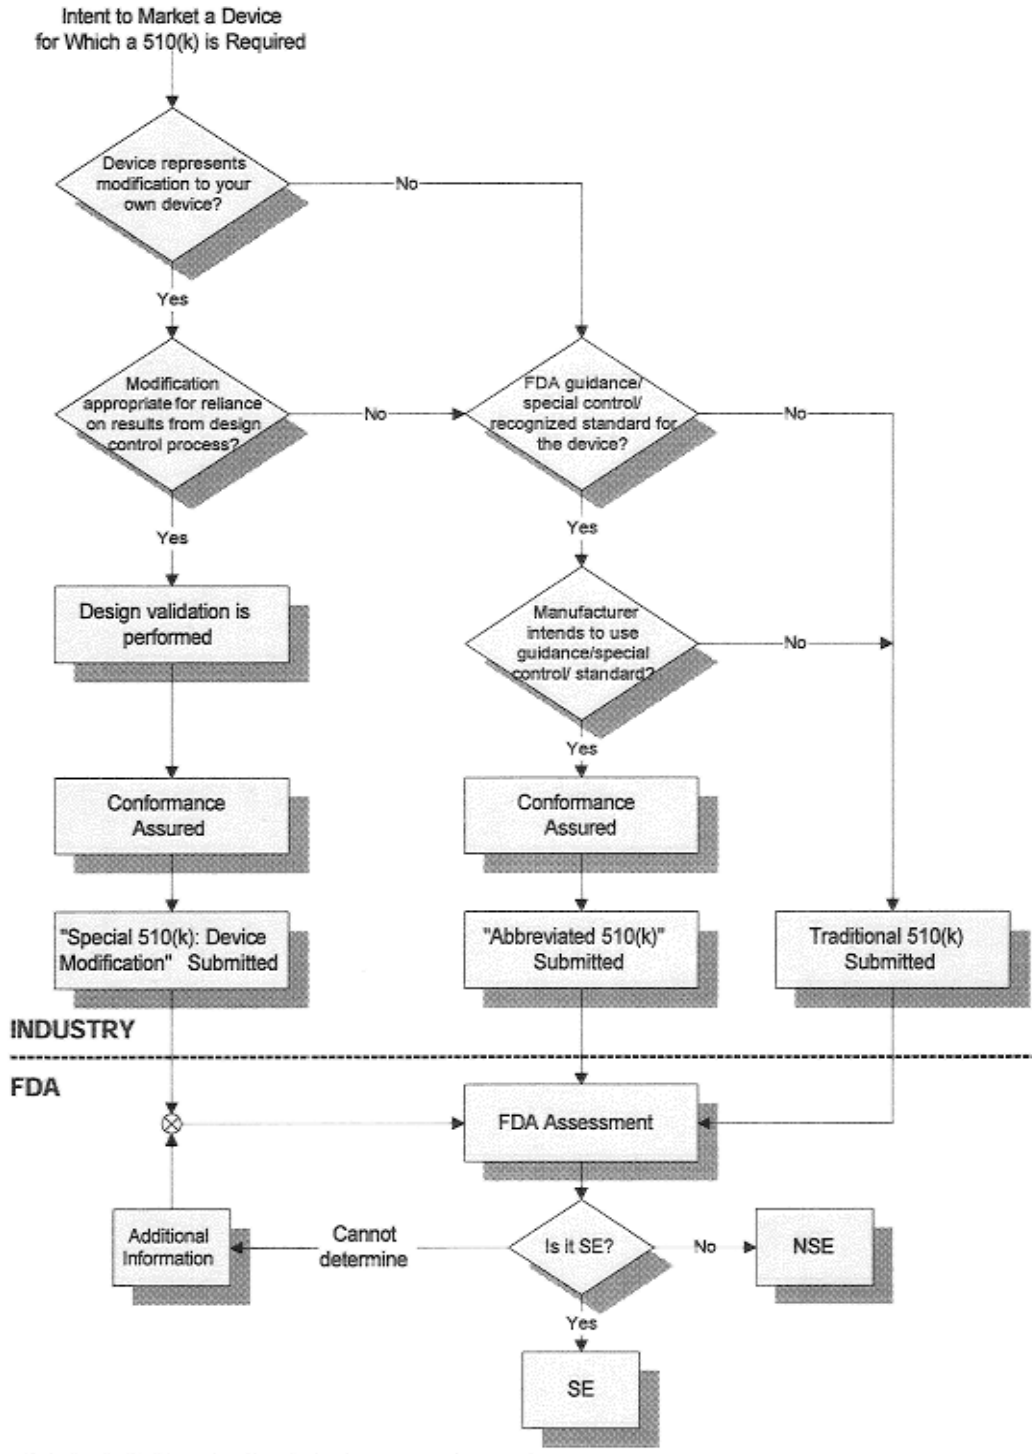 Intent to Market a Device
for Which a 510(k) is Required
Device represents
modification to your
own device?
No
Yes
Modification
appropriate for reliance
on results from design
control process?
No
FDA guidance/
special control/
recognized standard for
the device?
No
Yes
Yes
Design validation is
performed
Manufacturer
intends to use
guidance/special
control/ standard?
No
Yes
Conformance
Assured
Conformance
Assured
"Special 510(k): Device
Modification" Submitted
"Abbreviated 510(k)"
Submitted
Traditional 510(k)
Submitted
INDUSTRY
FDA
FDA Assessment
Additional
Information
Cannot
determine
Is it SE?
No
NSE
Yes
SE